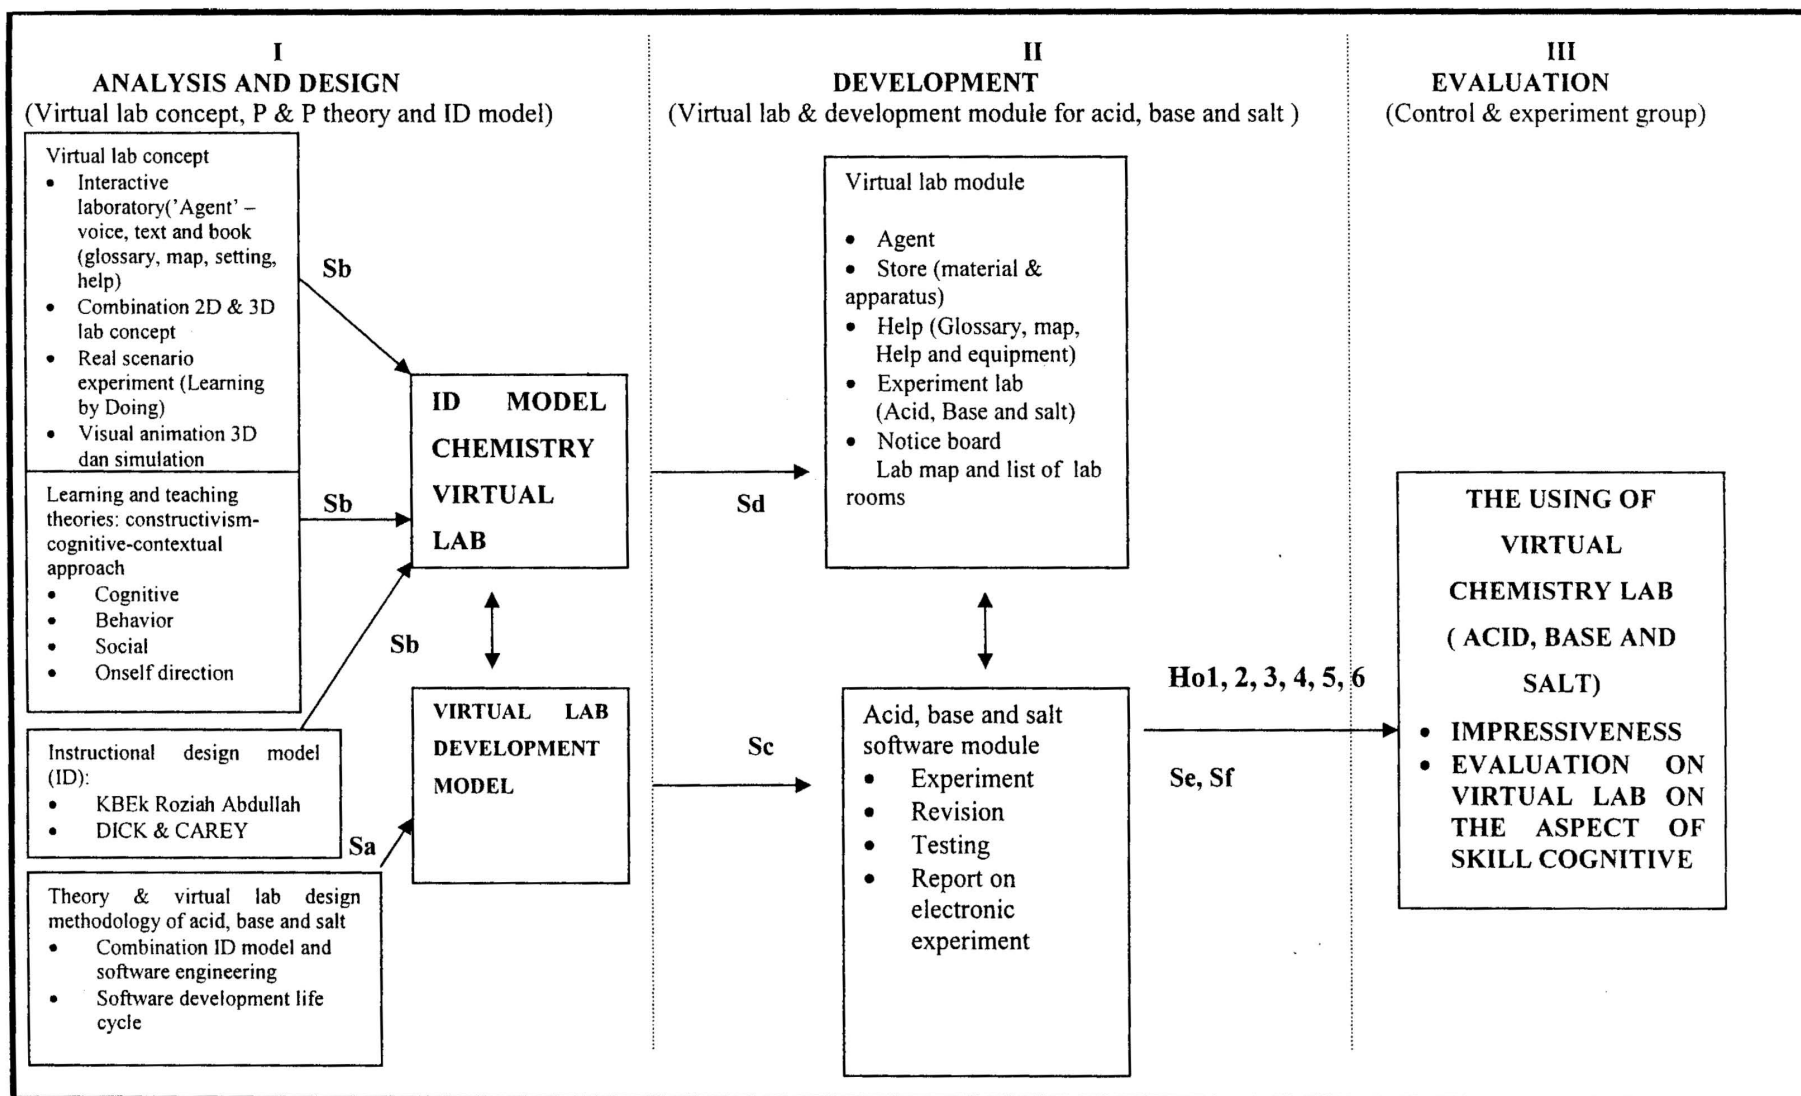 I
ANALYSIS AND DESIGN
(Virtual lab concept, P & P theory and ID model)
Virtual lab concept
• Interactive
laboratory('Agent' –
voice, text and book
(glossary, map, setting,
help)
• Combination 2D & 3D
lab concept
• Real scenario
experiment (Learning
by Doing)
• Visual animation 3D
dan simulation
Learning and teaching
theories: constructivism-
cognitive-contextual
approach
• Cognitive
• Behavior
• Social
• Onself direction
Instructional design model
(ID):
• KBEk Roziah Abdullah
• DICK & CAREY
Theory & virtual lab design
methodology of acid, base and salt
• Combination ID model and
software engineering
• Software development life
cycle
Sb
Sb
Sb
Sa
ID MODEL
CHEMISTRY
VIRTUAL
LAB
VIRTUAL LAB
DEVELOPMENT
MODEL
II
DEVELOPMENT
(Virtual lab & development module for acid, base and salt )
Sd
Sc
Virtual lab module
• Agent
• Store (material &
apparatus)
• Help (Glossary, map,
Help and equipment)
• Experiment lab
(Acid, Base and salt)
• Notice board
Lab map and list of lab
rooms
Acid, base and salt
software module
• Experiment
• Revision
• Testing
• Report on
electronic
experiment
Ho1, 2, 3, 4, 5, 6
Se, Sf
III
EVALUATION
(Control & experiment group)
THE USING OF
VIRTUAL
CHEMISTRY LAB
( ACID, BASE AND
SALT)
• IMPRESSIVENESS
• EVALUATION ON
VIRTUAL LAB ON
THE ASPECT OF
SKILL COGNITIVE